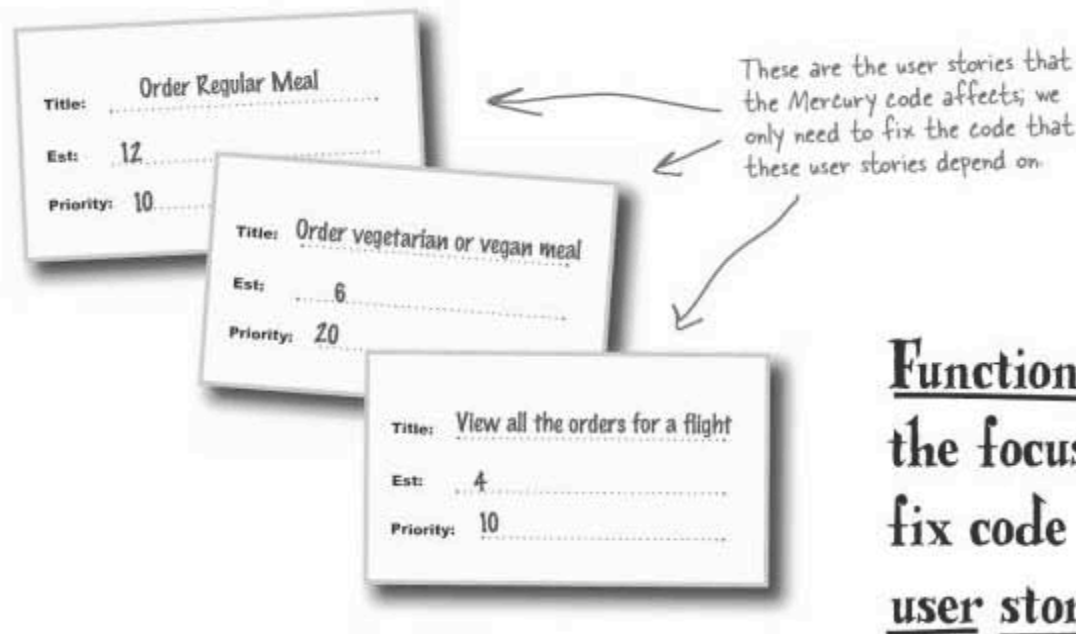 Title: Order Regular Meal
Est: 12
Priority: 10
Title: Order vegetarian or vegan meal
Est: 6
Priority: 20
Title: View all the orders for a flight
Est: 4
Priority: 10
These are the user stories that
the Mercury code affects; we
only need to fix the code that
these user stories depend on.
Function
the focus
fix code
user stor